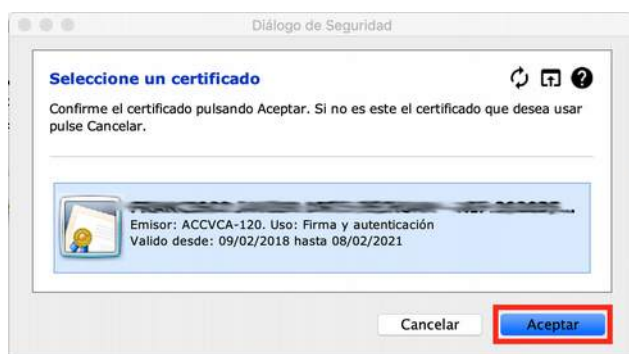 Diálogo de Seguridad
Seleccione un certificado
Confirme el certificado pulsando Aceptar. Si no es este el certificado que desea usar
pulse Cancelar.
Emisor: ACCVCA-120. Uso: Firma y autenticación
Valido desde: 09/02/2018 hasta 08/02/2021
Cancelar
Aceptar